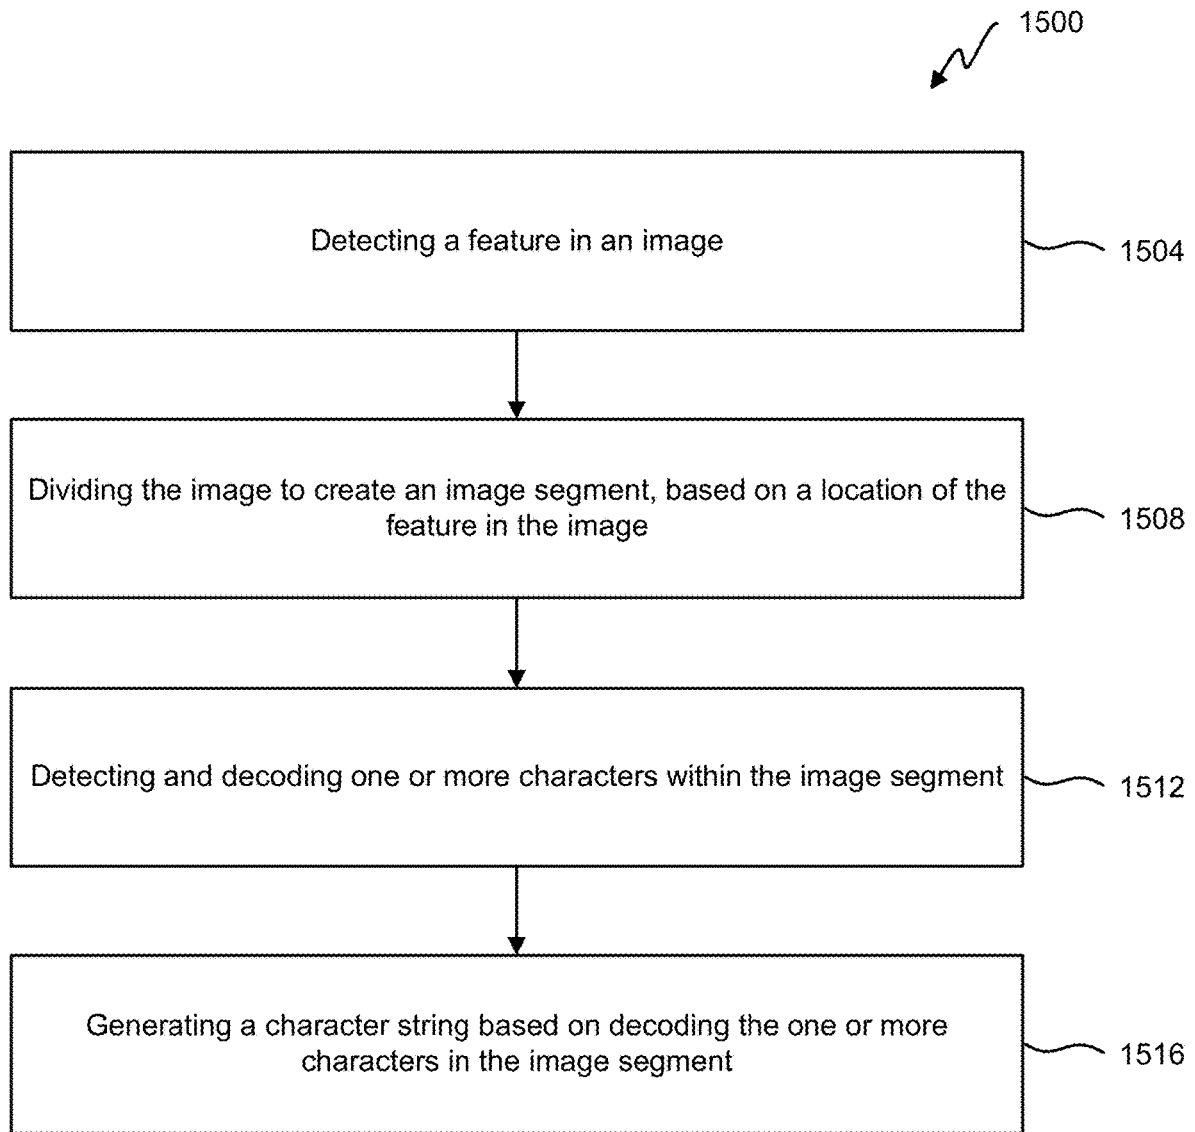 1500
Detecting a feature in an image
1504
Dividing the image to create an image segment, based on a location of the
feature in the image
1508
Detecting and decoding one or more characters within the image segment
1512
Generating a character string based on decoding the one or more
characters in the image segment
1516